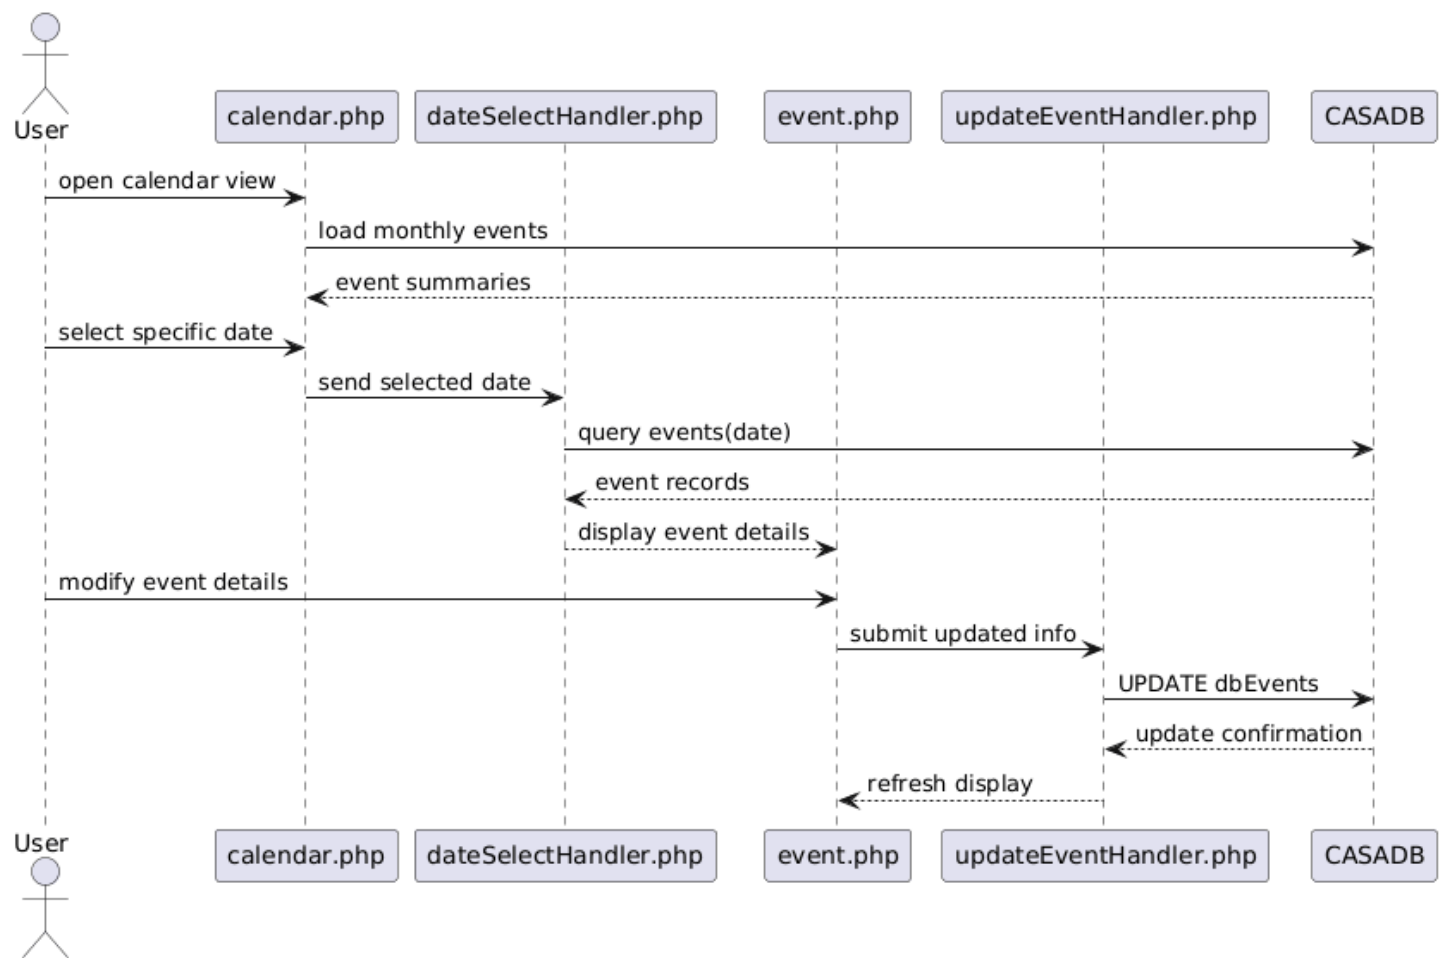 User
calendar.php
dateSelectHandler.php
event.php
updateEventHandler.php
CASADB
open calendar view
load monthly events
event summaries
select specific date
send selected date
query events(date)
event records
display event details
modify event details
submit updated info
UPDATE dbEvents
update confirmation
refresh display
User
calendar.php
dateSelectHandler.php
event.php
updateEventHandler.php
CASADB